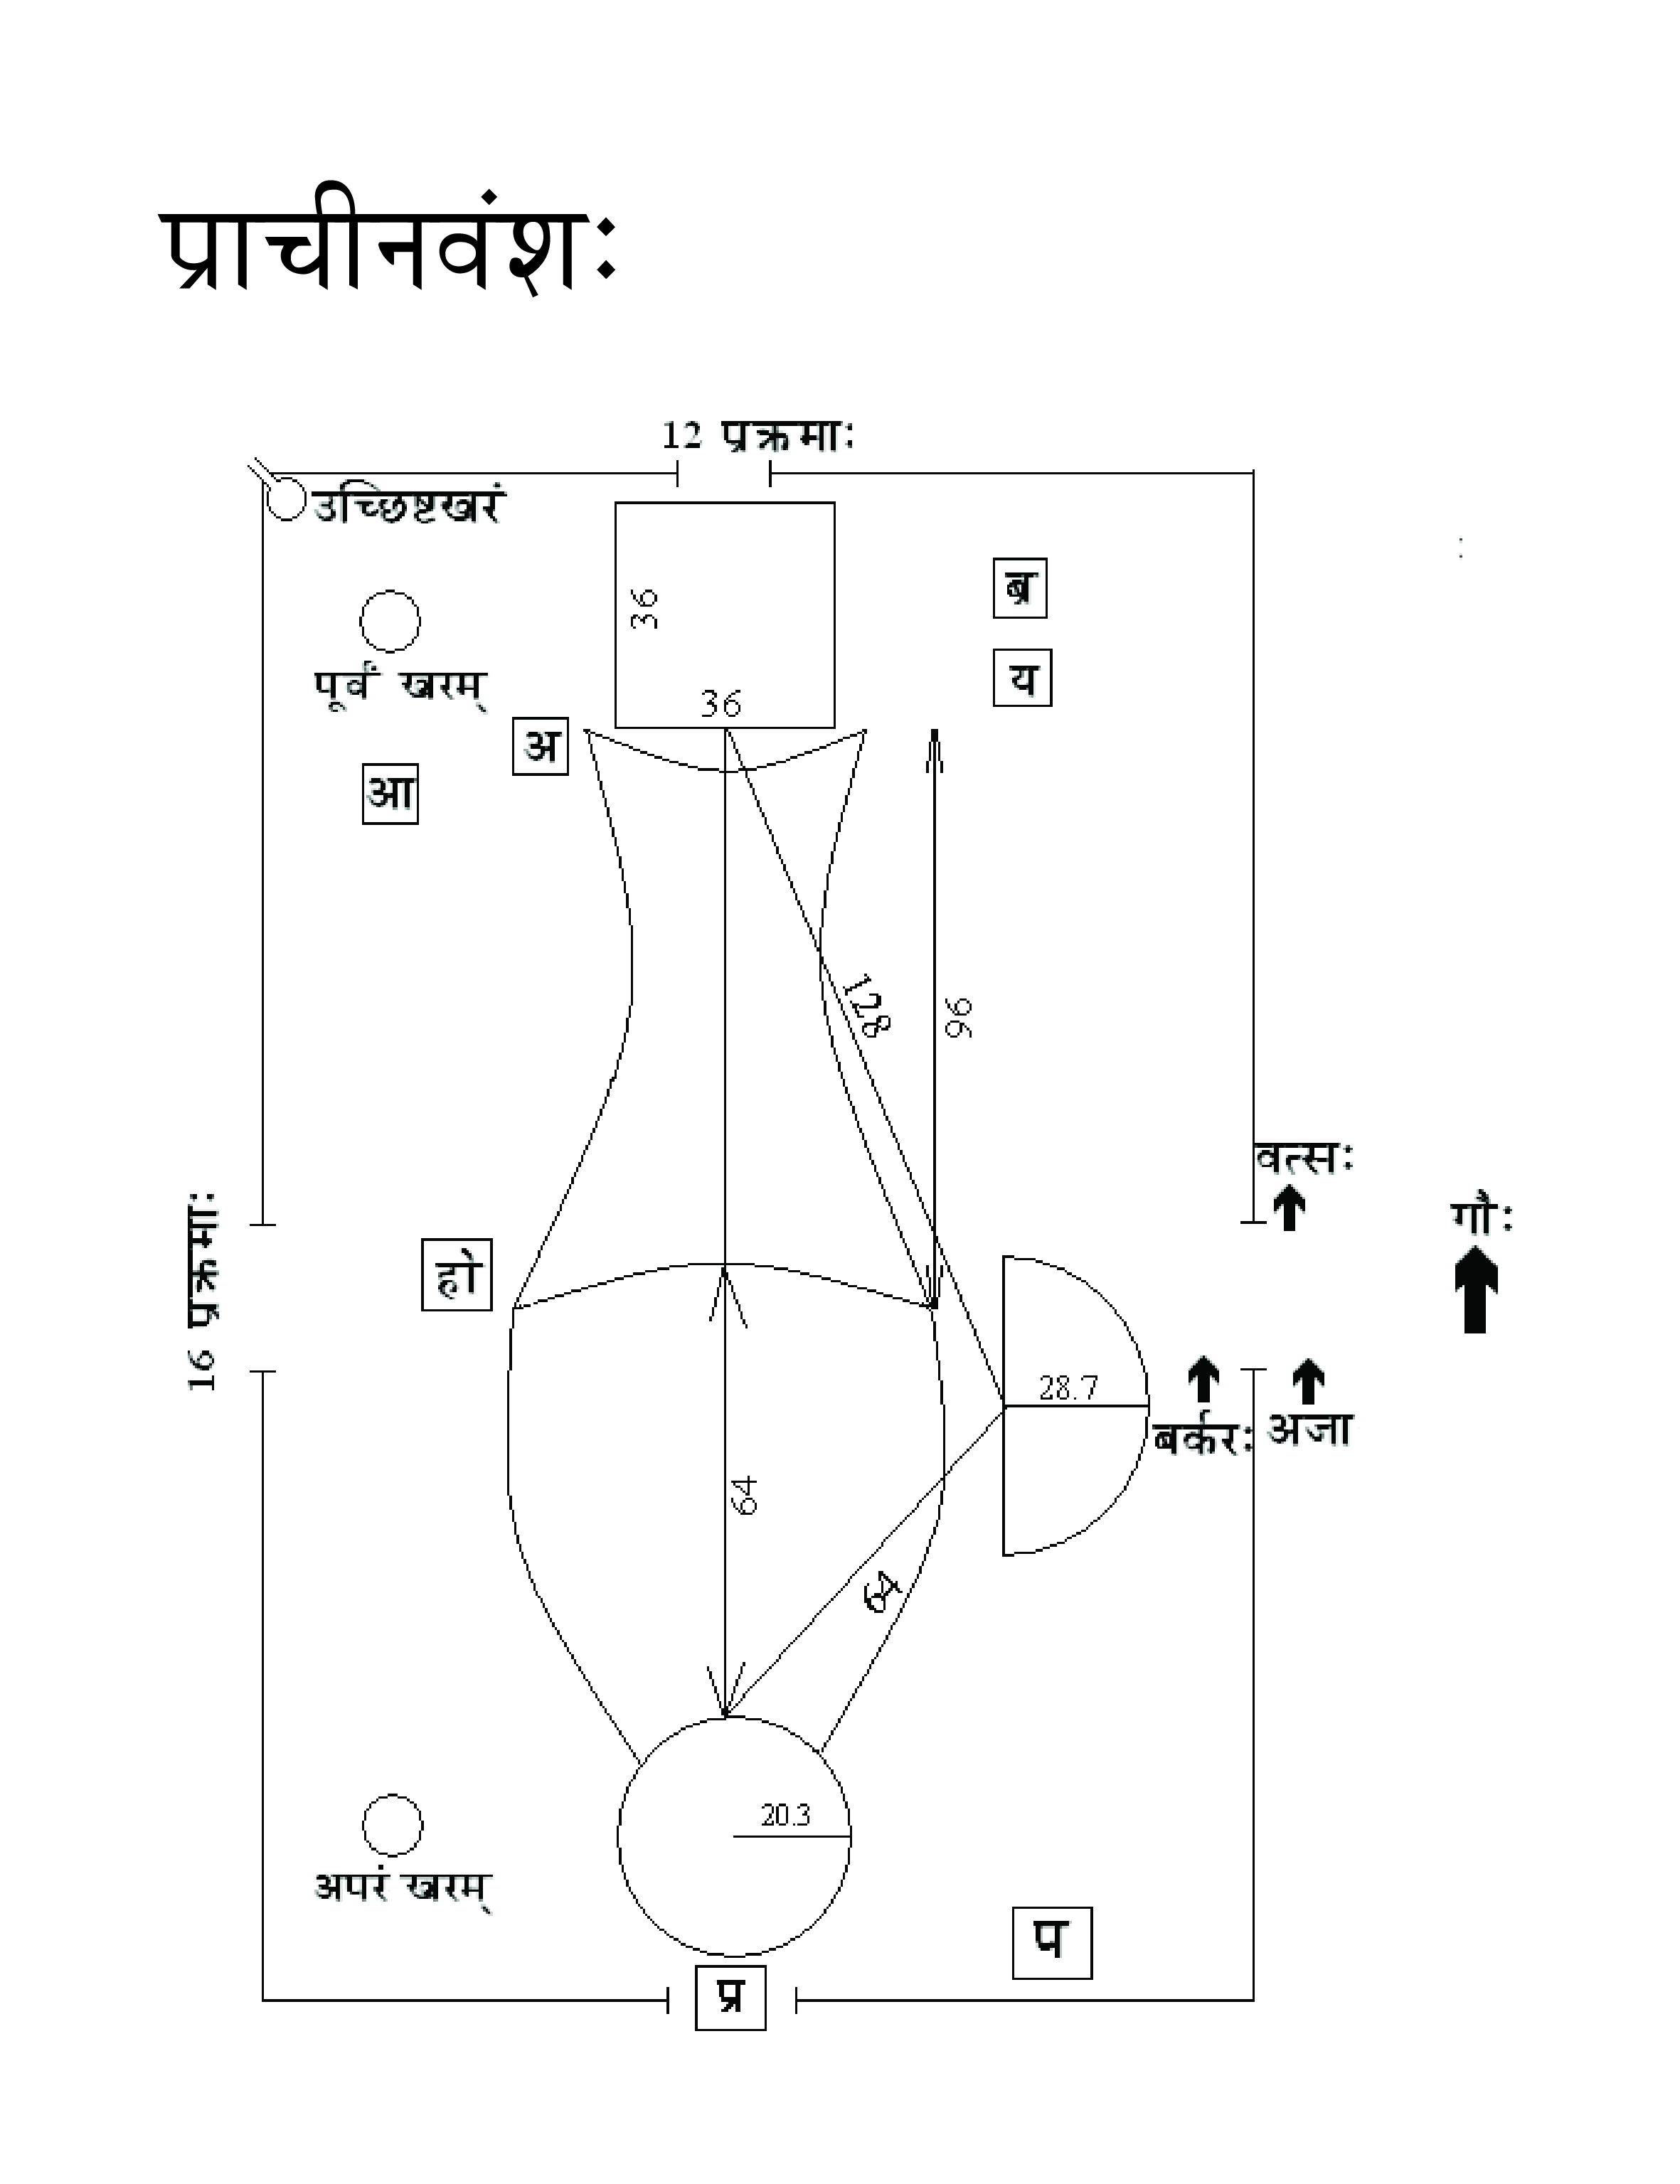 प्राचीनवंशः
12 प्रक्रमाः
उच्छिष्टखरं
36
ब्र
पूर्वं खरम्
य
36
अ
आ
128
96
वत्सः
गौः
हो
16 प्रक्रमाः
28.7
बर्करः अजा
64
64
20.3
अपरं खरम्
प
प्र